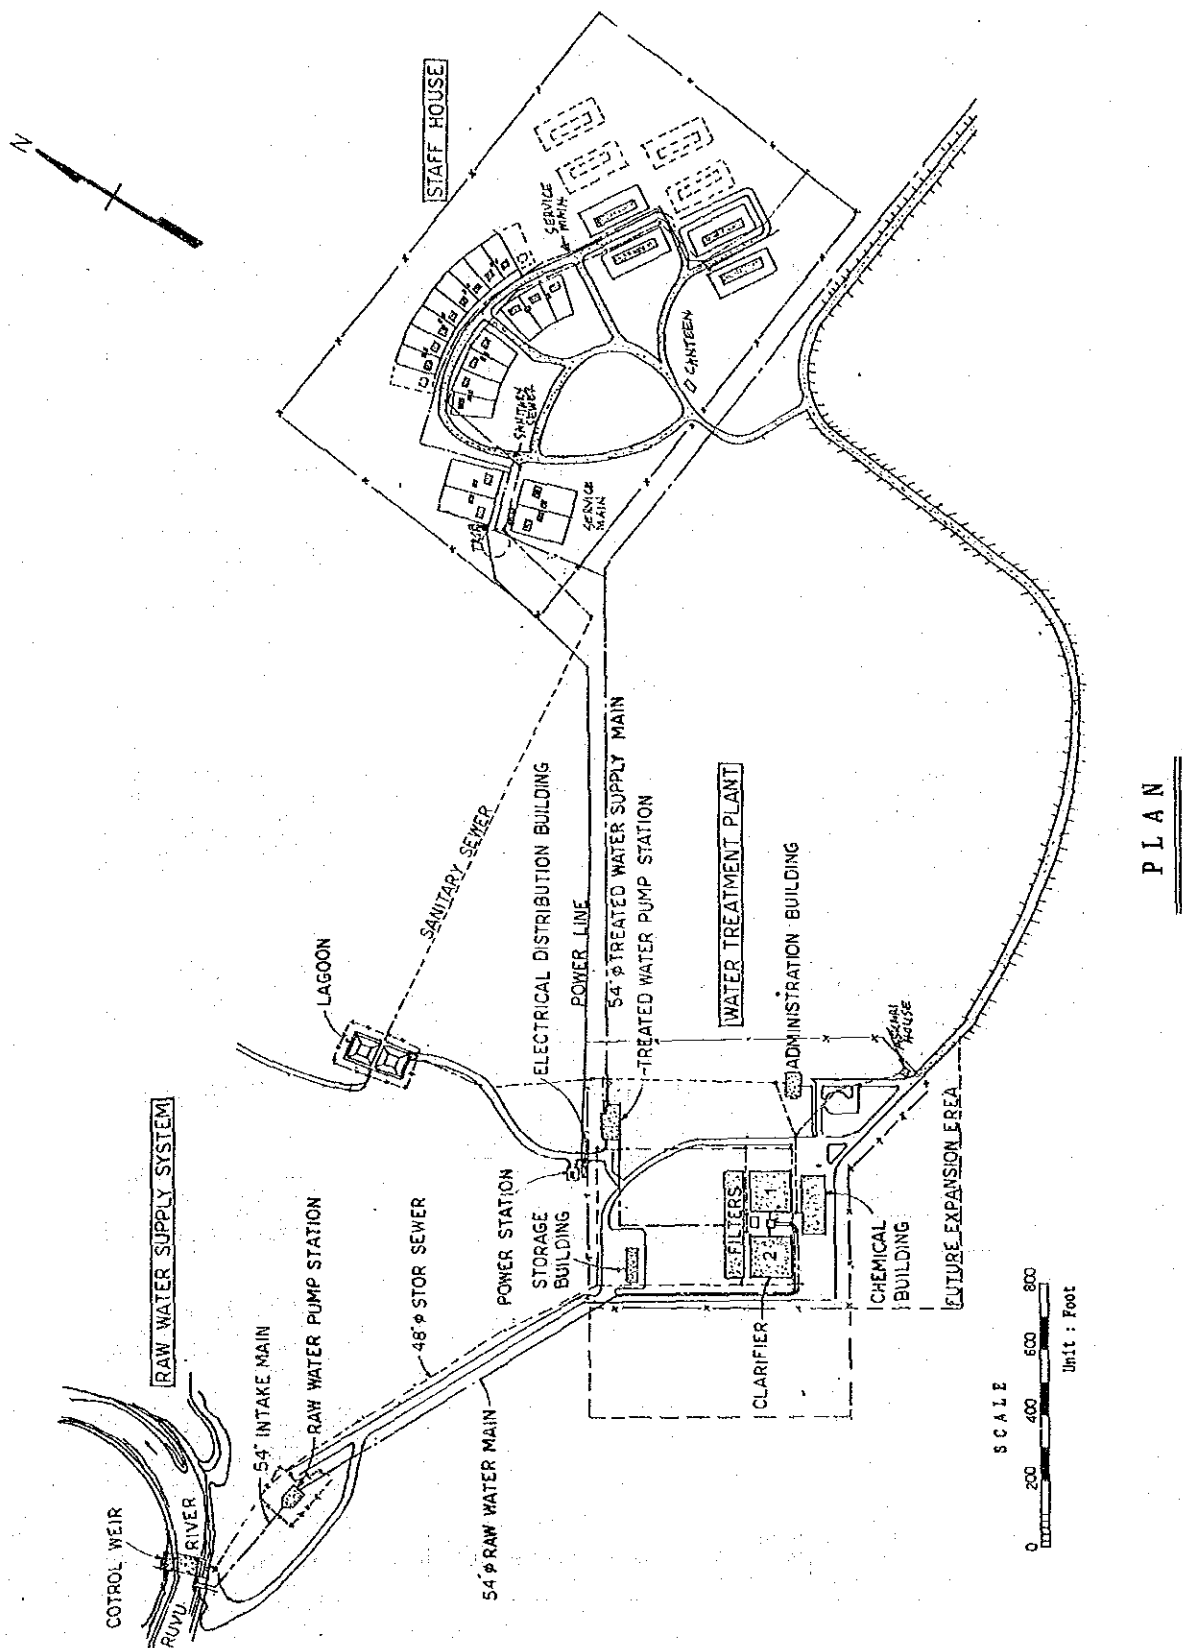 N
STAFF HOUSE
SERVICE
MAIN
SANITARY
SEWER
CANTEEN
SERVICE
MAIN
SANITARY SEWER
LAGOON
RAW WATER SUPPLY SYSTEM
COTROL WEIR
RUVU RIVER
54" INTAKE MAIN
RAW WATER PUMP STATION
48"φ STOR SEWER
54"φ RAW WATER MAIN
POWER STATION
STORAGE
BUILDING
ELECTRICAL DISTRIBUTION BUILDING
POWER LINE
54"φ TREATED WATER SUPPLY MAIN
TREATED WATER PUMP STATION
WATER TREATMENT PLANT
ADMINISTRATION BUILDING
HOUSE
FILTERS
1
2
CLARIFIER
CHEMICAL
BUILDING
FUTURE EXPANSION AREA
SCALE
0 200 400 600 800
Unit : Foot
PLAN